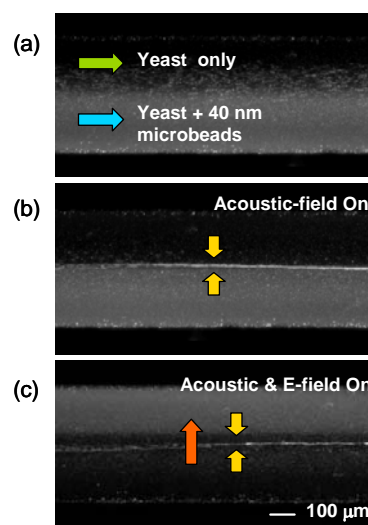 (a)
Yeast only
Yeast + 40 nm
microbeads
(b)
Acoustic-field On
(c)
Acoustic & E-field On
100 μm